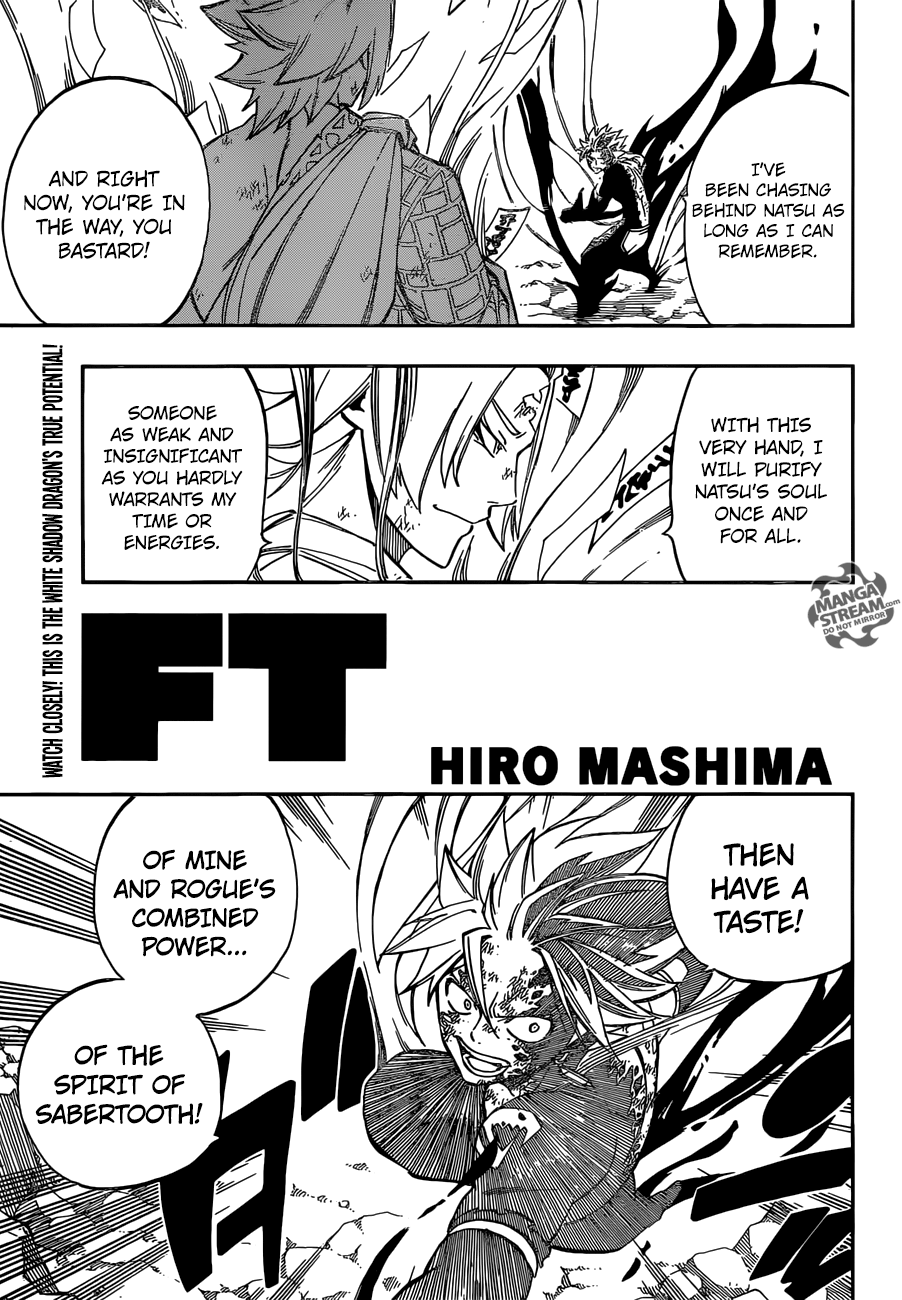 I'VE
BEEN CHASING
BEHIND NATSU AS
LONG AS I CAN
REMEMBER.
AND RIGHT
NOW, YOU'RE IN
THE WAY, YOU
BASTARD!
WITH THIS
VERY HAND, I
WILL PURIFY
NATSU'S SOUL
ONCE AND
FOR ALL.
SOMEONE
AS WEAK AND
INSIGNIFICANT
AS YOU HARDLY
WARRANTS MY
TIME OR
ENERGIES.
WATCH CLOSELY! THIS IS THE WHITE SHADOW DRAGON'S TRUE POTENTIAL!
MANGA
STREAM.com
DO NOT MIRROR
FT
HIRO MASHIMA
THEN
HAVE A
TASTE!
OF MINE
AND ROGUE'S
COMBINED
POWER...
OF THE
SPIRIT OF
SABERTOOTH!